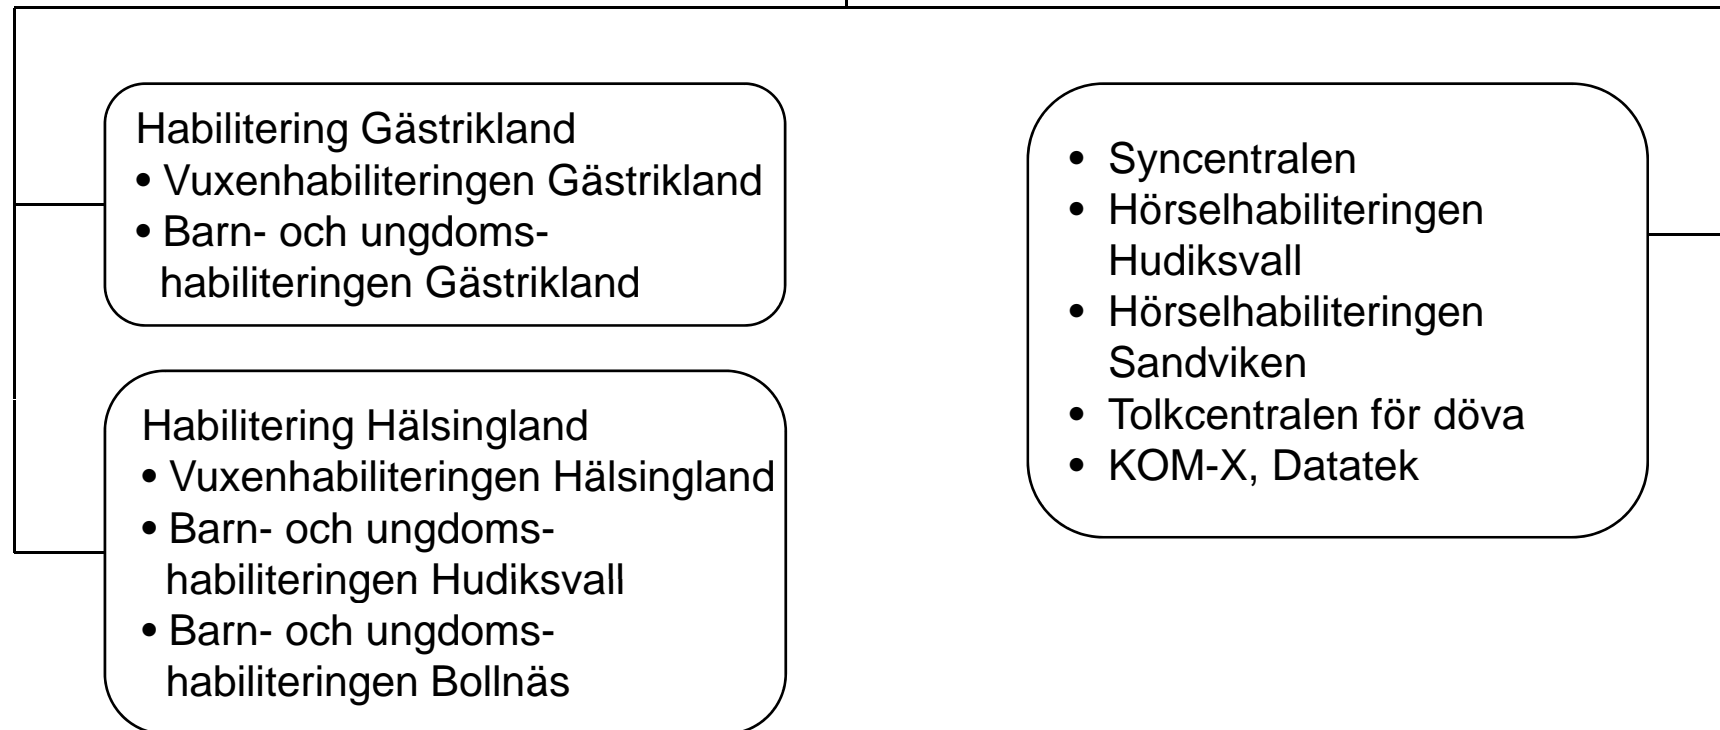 Habilitering Gästrikland
• Vuxenhabiliteringen Gästrikland
• Barn- och ungdoms-
habiliteringen Gästrikland
Habilitering Hälsingland
• Vuxenhabiliteringen Hälsingland
• Barn- och ungdoms-
habiliteringen Hudiksvall
• Barn- och ungdoms-
habiliteringen Bollnäs
• Syncentralen
• Hörselhabiliteringen
Hudiksvall
• Hörselhabiliteringen
Sandviken
• Tolkcentralen för döva
• KOM-X, Datatek